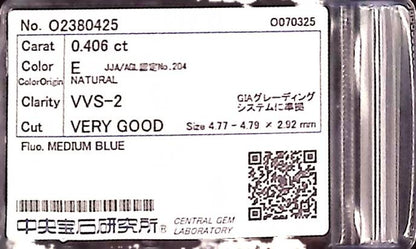 No. O2380425 O070325
Carat 0.406 ct
Color E JJA/AGL認定No.204
ColorOrigin NATURAL
Clarity VVS-2 GIAグレーディング
システムに準拠
Cut VERY GOOD Size 4.77 - 4.79 × 2.92 mm
Fluo. MEDIUM BLUE
中央宝石研究所® CENTRAL GEM
LABORATORY